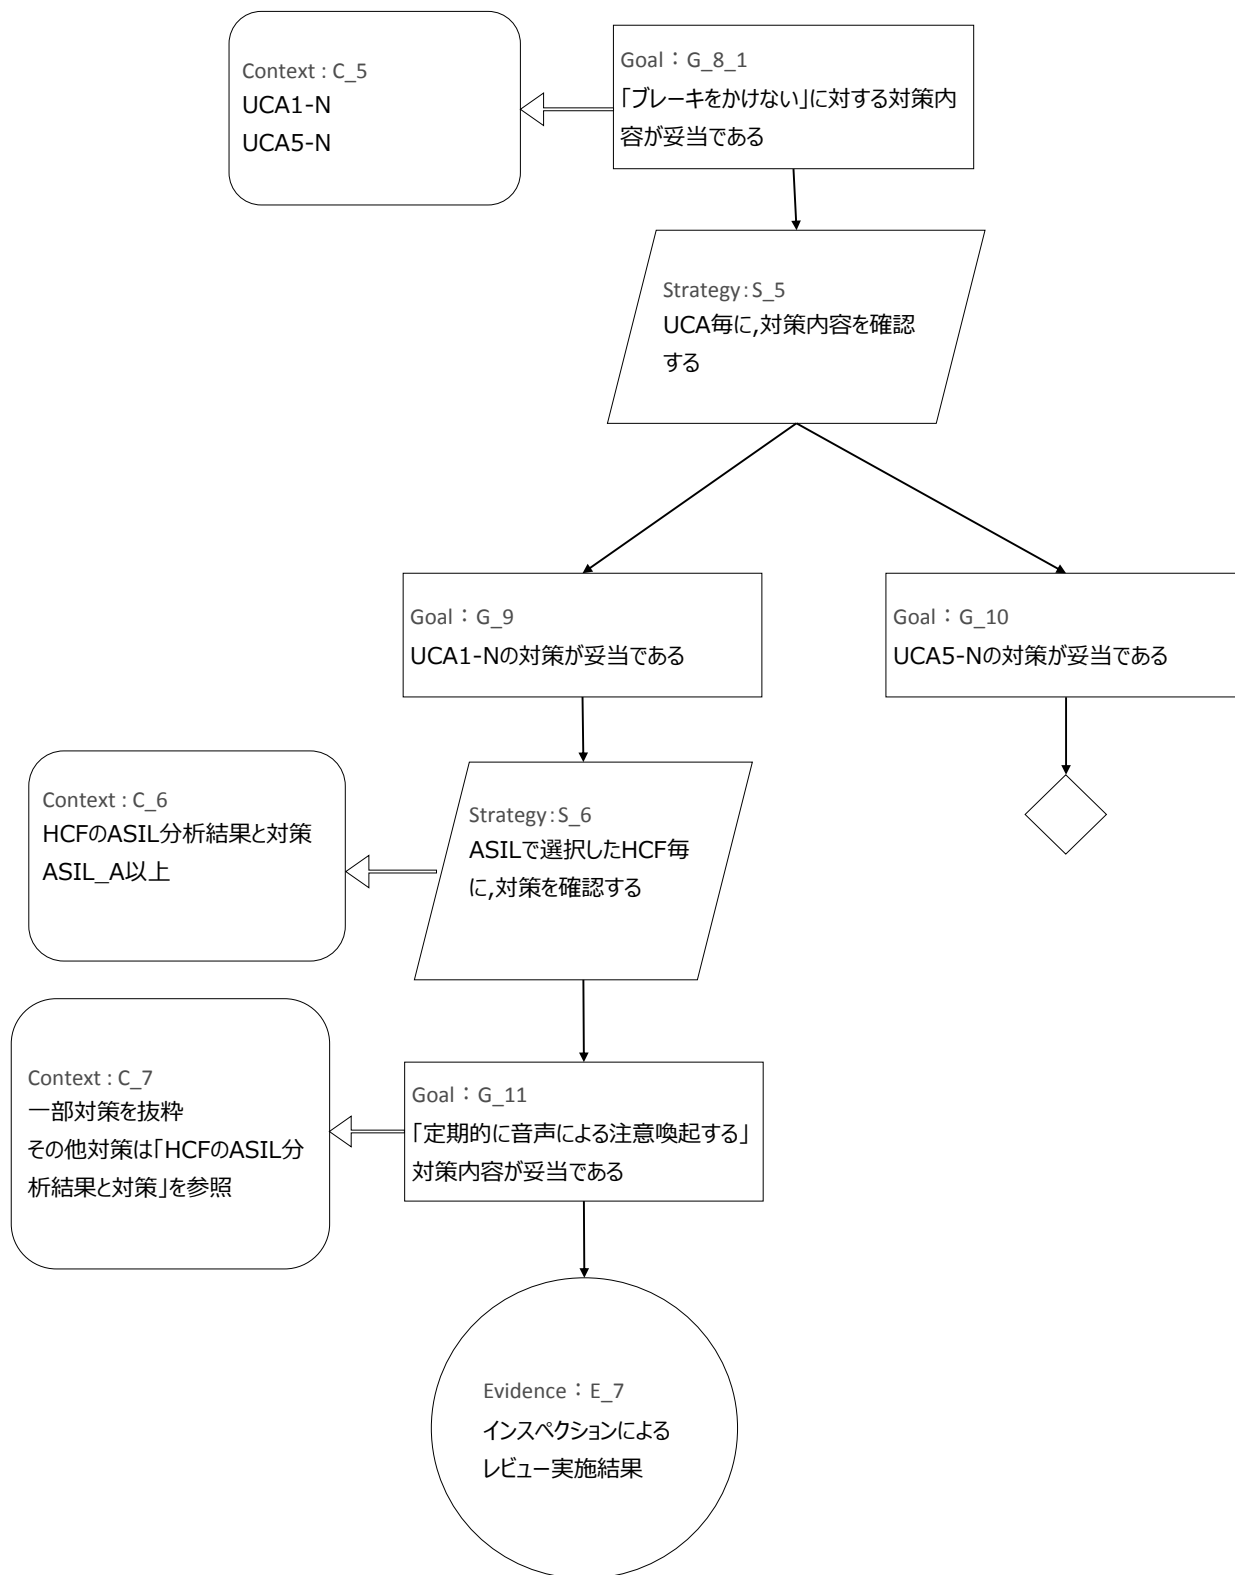 Context : C_5
UCA1-N
UCA5-N
Goal：G_8_1
「ブレーキをかけない」に対する対策内
容が妥当である
Strategy：S_5
UCA毎に,対策内容を確認
する
Goal：G_9
UCA1-Nの対策が妥当である
Goal：G_10
UCA5-Nの対策が妥当である
Context : C_6
HCFのASIL分析結果と対策
ASIL_A以上
Strategy：S_6
ASILで選択したHCF毎
に,対策を確認する
Context : C_7
一部対策を抜粋
その他対策は「HCFのASIL分
析結果と対策」を参照
Goal：G_11
「定期的に音声による注意喚起する」
対策内容が妥当である
Evidence：E_7
インスペクションによる
レビュー実施結果